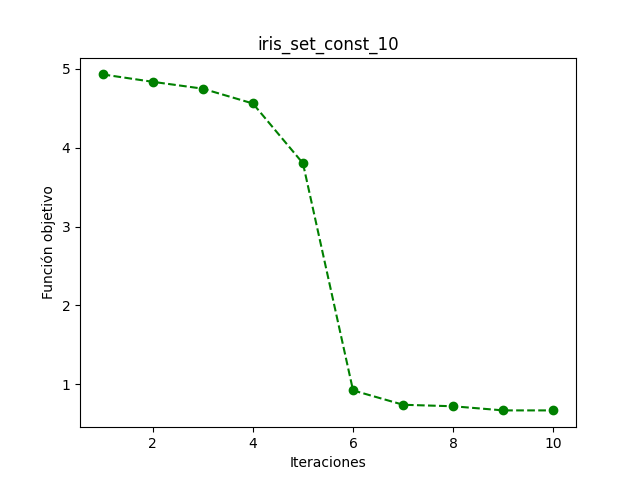 iris_set_const_10
5
4
3
2
1
Función objetivo
2 4 6 8 10
Iteraciones